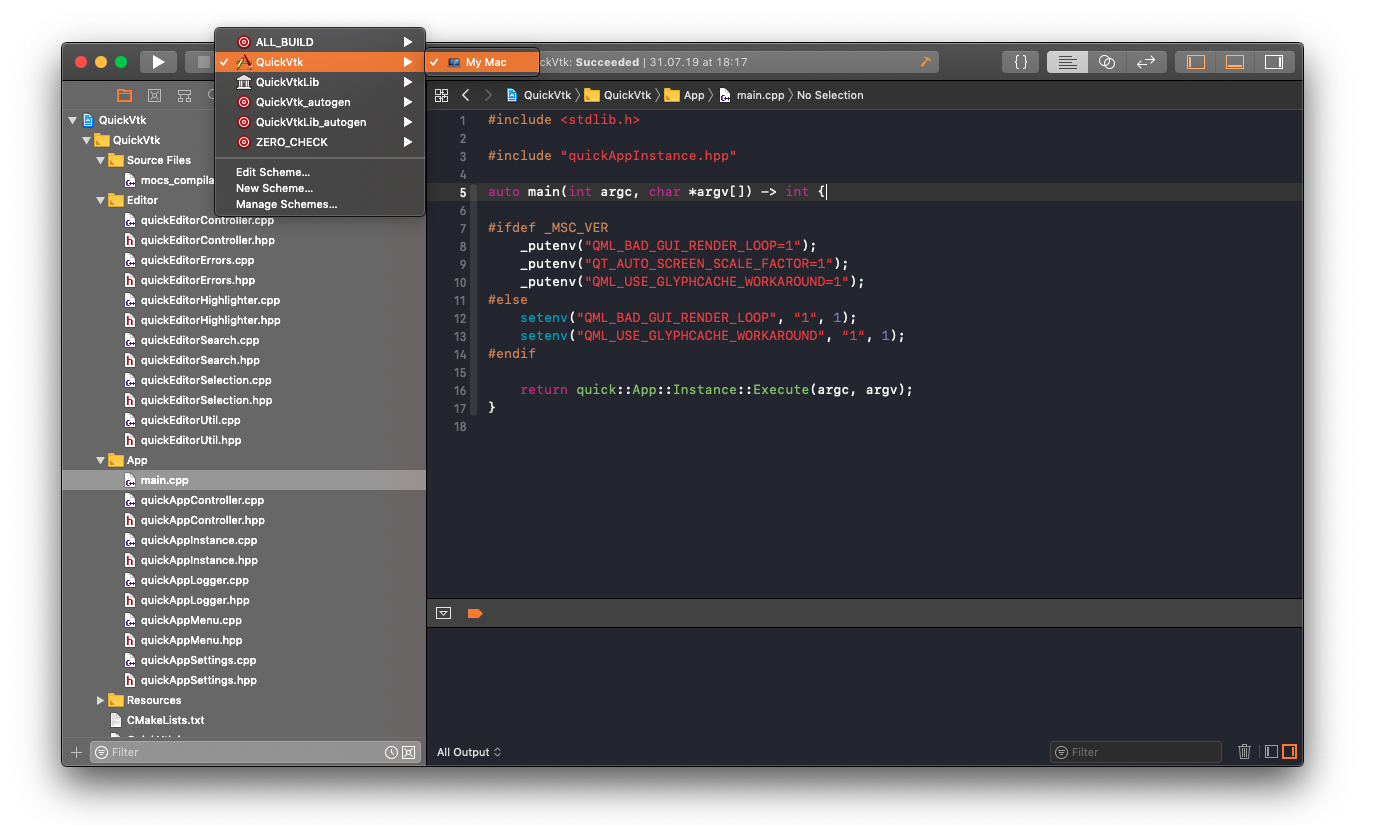 ALL_BUILD
QuickVtk
QuickVtkLib
QuickVtk_autogen
QuickVtkLib_autogen
ZERO_CHECK
Edit Scheme...
New Scheme...
Manage Schemes...
My Mac
ckVtk: Succeeded | 31.07.19 at 18:17
{}
QuickVtk
QuickVtk
Source Files
mocs_compila
Editor
quickEditorController.cpp
quickEditorController.hpp
quickEditorErrors.cpp
quickEditorErrors.hpp
quickEditorHighlighter.cpp
quickEditorHighlighter.hpp
quickEditorSearch.cpp
quickEditorSearch.hpp
quickEditorSelection.cpp
quickEditorSelection.hpp
quickEditorUtil.cpp
quickEditorUtil.hpp
App
main.cpp
quickAppController.cpp
quickAppController.hpp
quickAppInstance.cpp
quickAppInstance.hpp
quickAppLogger.cpp
quickAppLogger.hpp
quickAppMenu.cpp
quickAppMenu.hpp
quickAppSettings.cpp
quickAppSettings.hpp
Resources
CMakeLists.txt
Filter
QuickVtk QuickVtk App main.cpp No Selection
1 #include <stdlib.h>
2
3 #include "quickAppInstance.hpp"
4
5 auto main(int argc, char *argv[]) -> int {
6
7 #ifdef _MSC_VER
8 _putenv("QML_BAD_GUI_RENDER_LOOP=1");
9 _putenv("QT_AUTO_SCREEN_SCALE_FACTOR=1");
10 _putenv("QML_USE_GLYPHCACHE_WORKAROUND=1");
11 #else
12 setenv("QML_BAD_GUI_RENDER_LOOP", "1", 1);
13 setenv("QML_USE_GLYPHCACHE_WORKAROUND", "1", 1);
14 #endif
15
16 return quick::App::Instance::Execute(argc, argv);
17 }
18
All Output
Filter